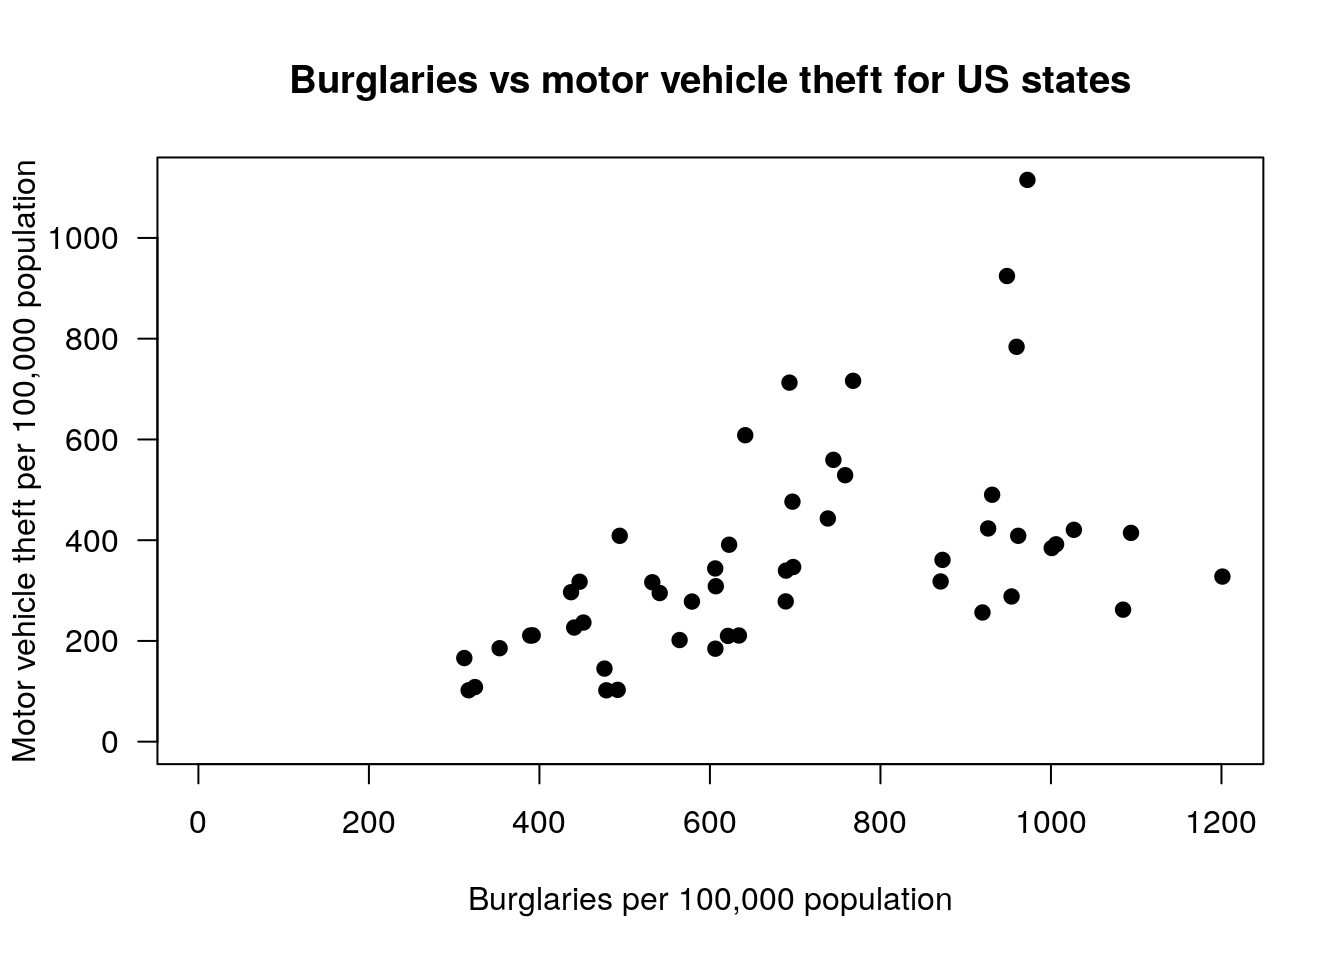 Burglaries vs motor vehicle theft for US states
Motor vehicle theft per 100,000 population
1000
800
600
400
200
0
0 200 400 600 800 1000 1200
Burglaries per 100,000 population